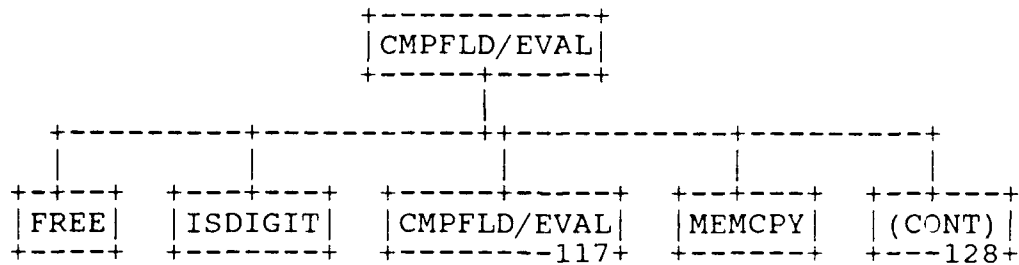 CMPFLD/EVAL
FREE ISDIGIT CMPFLD/EVAL MEMCPY (CONT)
117 128